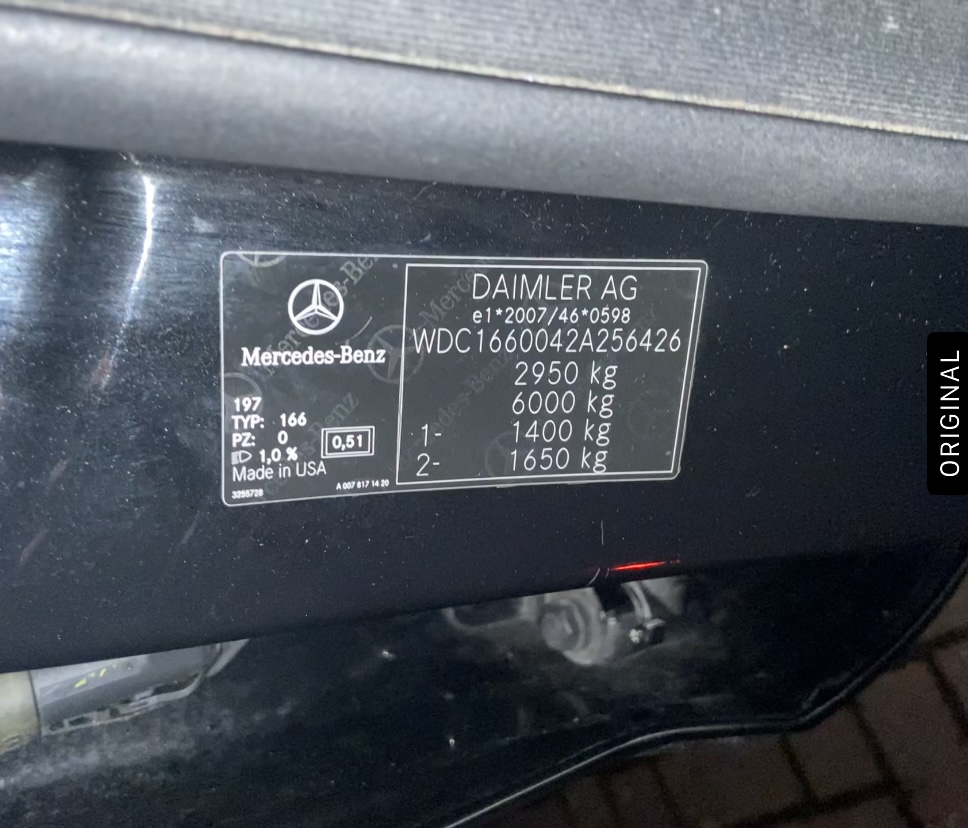 Mercedes-Benz
197
TYP: 166
PZ: 0
1,0 %
0,51
Made in USA
3255728
A 007 817 14 20
DAIMLER AG
e1*2007/46*0598
WDC1660042A256426
2950 kg
6000 kg
1- 1400 kg
2- 1650 kg
ORIGINAL